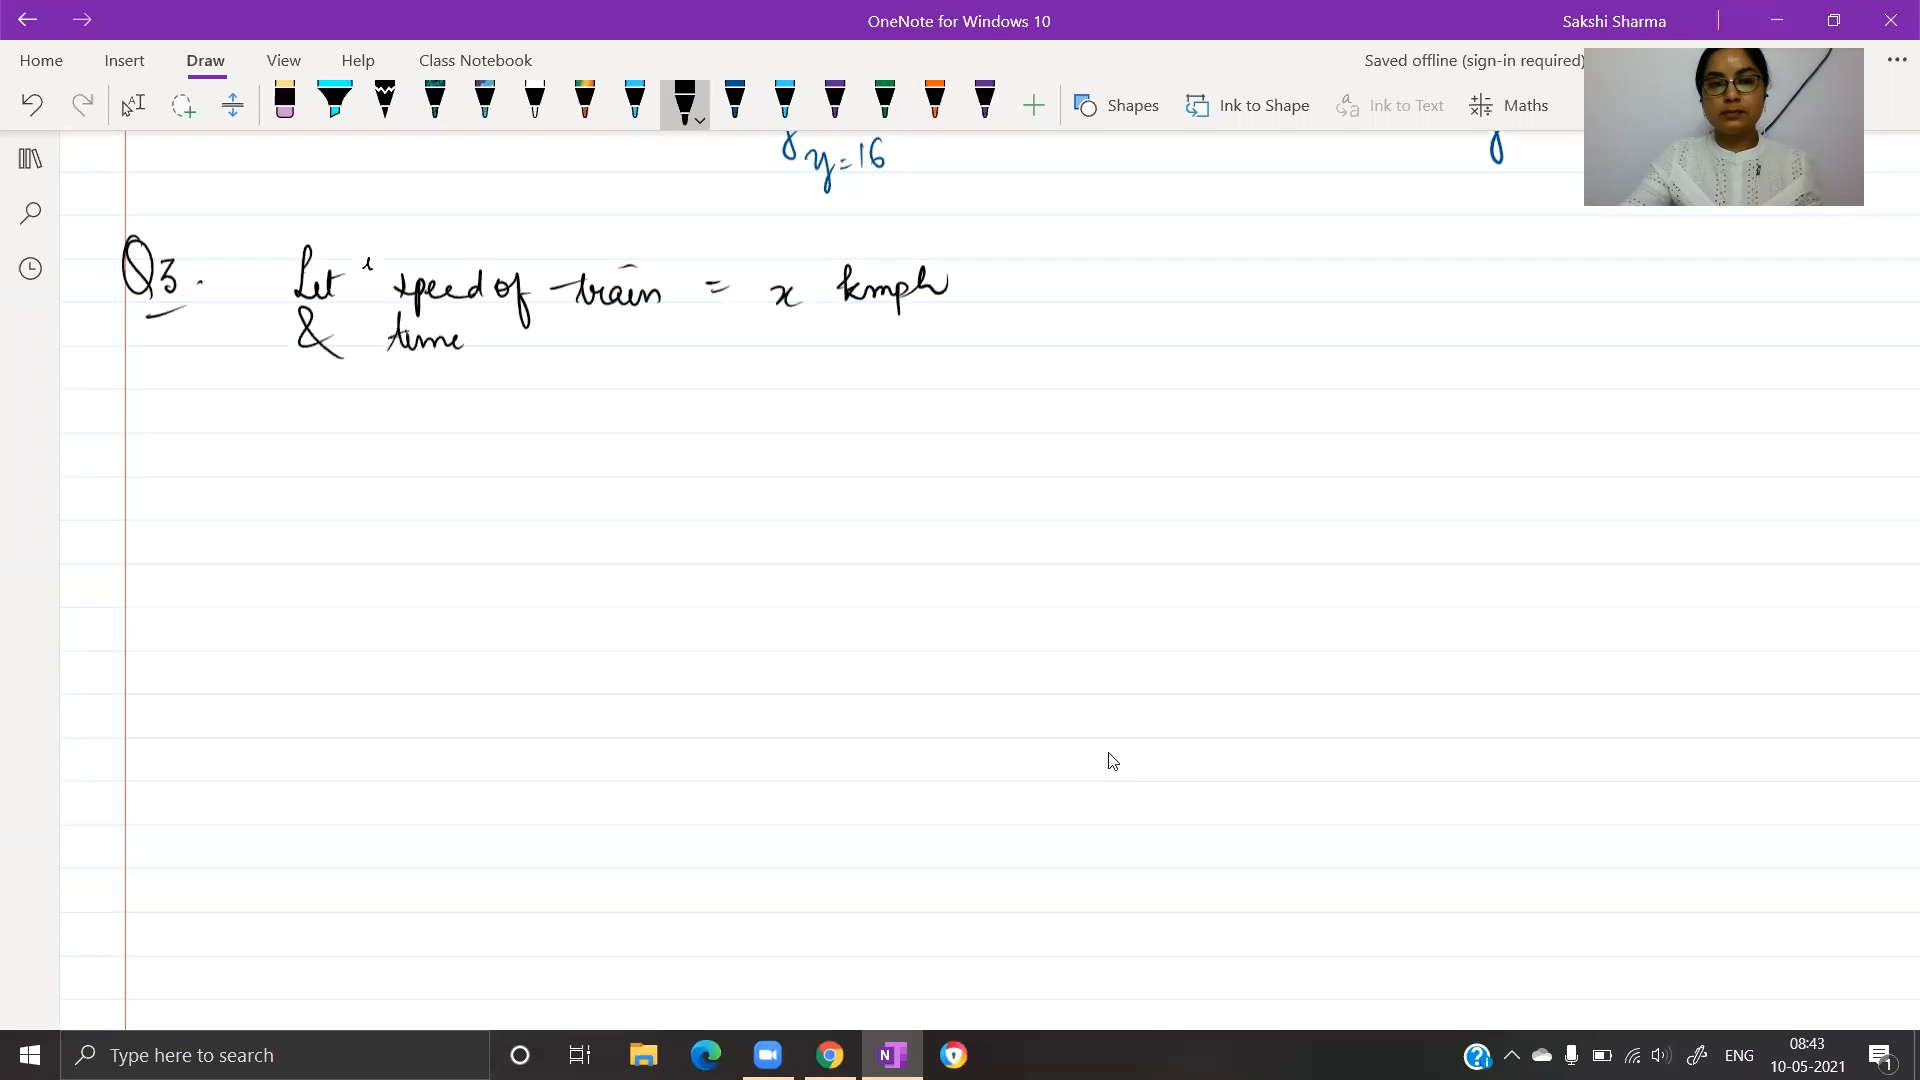 OneNote for Windows 10
Sakshi Sharma
Home Insert Draw View Help Class Notebook
Saved offline (sign-in required)
Shapes Ink to Shape Ink to Text Maths
y=16
Q3. Let speed of train = x kmph
& time
Type here to search
ENG
08:43
10-05-2021
1